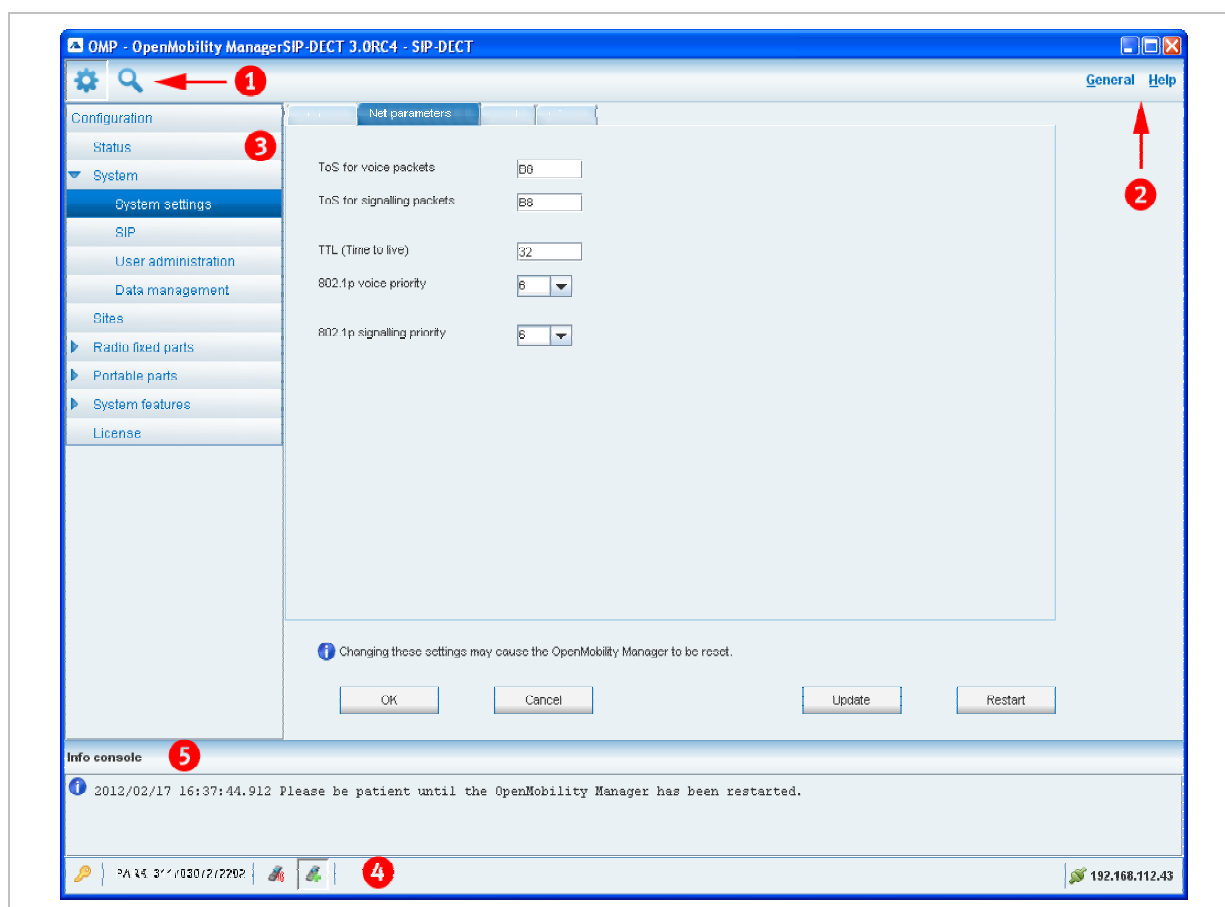 OMP - OpenMobility ManagerSIP-DECT 3.0RC4 - SIP-DECT
1
General Help
2
Configuration
Status
3
System
System settings
SIP
User administration
Data management
Sites
Radio fixed parts
Portable parts
System features
License
Net parameters
ToS for voice packets
ToS for signalling packets B8
TTL (Time to live) 32
802.1p voice priority 6
802.1p signalling priority 6
Changing these settings may cause the OpenMobility Manager to be reset.
OK Cancel Update Restart
Info console 5
2012/02/17 16:37:44.912 Please be patient until the OpenMobility Manager has been restarted.
4
192.168.112.43